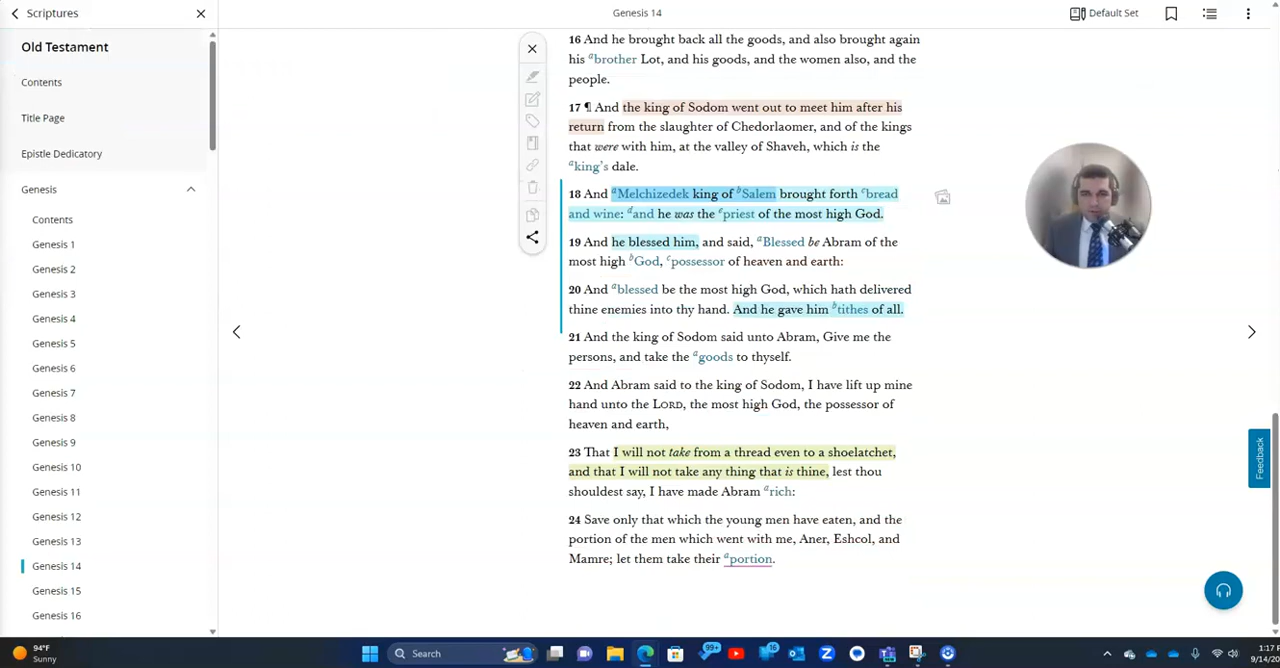 Scriptures
Genesis 14
Default Set
Old Testament
Contents
Title Page
Epistle Dedicatory
Genesis
Contents
Genesis 1
Genesis 2
Genesis 3
Genesis 4
Genesis 5
Genesis 6
Genesis 7
Genesis 8
Genesis 9
Genesis 10
Genesis 11
Genesis 12
Genesis 13
Genesis 14
Genesis 15
Genesis 16
16 And he brought back all the goods, and also brought again
his a brother Lot, and his goods, and the women also, and the
people.
17 ¶ And the king of Sodom went out to meet him after his
return from the slaughter of Chedorlaomer, and of the kings
that were with him, at the valley of Shaveh, which is the
a king's dale.
18 And a Melchizedek king of b Salem brought forth c bread
and wine: d and he was the e priest of the most high God.
19 And he blessed him, and said, a Blessed be Abram of the
most high b God, c possessor of heaven and earth:
20 And a blessed be the most high God, which hath delivered
thine enemies into thy hand. And he gave him b tithes of all.
21 And the king of Sodom said unto Abram, Give me the
persons, and take the a goods to thyself.
22 And Abram said to the king of Sodom, I have lift up mine
hand unto the LORD, the most high God, the possessor of
heaven and earth,
23 That I will not take from a thread even to a shoelatchet,
and that I will not take any thing that is thine, lest thou
shouldest say, I have made Abram a rich:
24 Save only that which the young men have eaten, and the
portion of the men which went with me, Aner, Eshcol, and
Mamre; let them take their a portion.
Feedback
94°F
Sunny
Search
99+
16
1:17
9/14/20